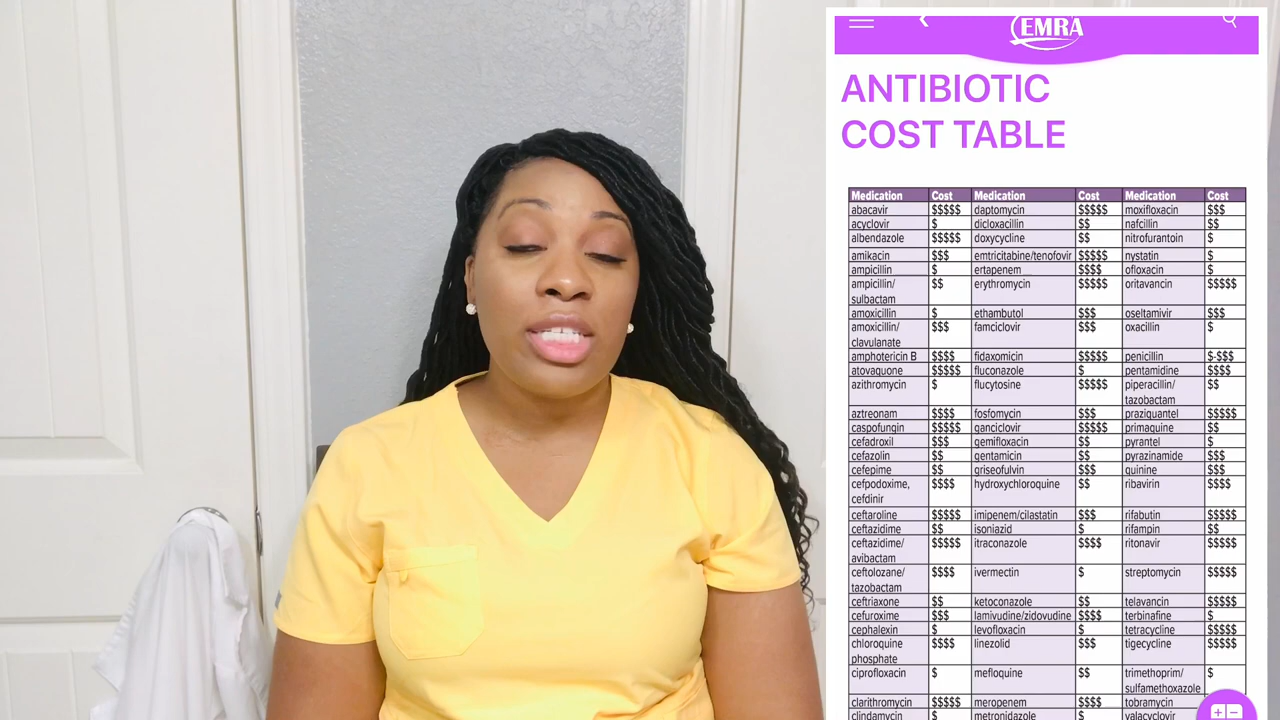 EMRA
ANTIBIOTIC
COST TABLE
Medication Cost Medication Cost Medication Cost
abacavir $$$$$ daptomycin $$$$$ moxifloxacin $$$
acyclovir $ dicloxacillin $$ nafcillin $$
albendazole $$$$$ doxycycline $$ nitrofurantoin $
amikacin $$$ emtricitabine/tenofovir $$$$$ nystatin $
ampicillin $ ertapenem $$$$ ofloxacin $
ampicillin/ $$ erythromycin $$$$$ oritavancin $$$$$
sulbactam
amoxicillin $ ethambutol $$$ oseltamivir $$$
amoxicillin/ $$$ famciclovir $$$ oxacillin $
clavulanate
amphotericin B $$$$ fidaxomicin $$$$$ penicillin $-$$$
atovaquone $$$$$ fluconazole $ pentamidine $$$$
azithromycin $ flucytosine $$$$$ piperacillin/ $$
tazobactam
aztreonam $$$$ fosfomycin $$$ praziquantel $$$$$
caspofungin $$$$$ ganciclovir $$$$$ primaquine $$
cefadroxil $$$ gemifloxacin $$ pyrantel $
cefazolin $$ gentamicin $$ pyrazinamide $$$
cefepime $$ griseofulvin $$$ quinine $$$
cefpodoxime, $$$$ hydroxychloroquine $$ ribavirin $$$$
cefdinir
ceftaroline $$$$$ imipenem/cilastatin $$$ rifabutin $$$$$
ceftazidime $$ isoniazid $ rifampin $$
ceftazidime/ $$$$$ itraconazole $$$$ ritonavir $$$$$
avibactam
ceftolozane/ $$$$ ivermectin $ streptomycin $$$$$
tazobactam
ceftriaxone $$ ketoconazole $$ telavancin $$$$$
cefuroxime $$$ lamivudine/zidovudine $$$$ terbinafine $
cephalexin $ levofloxacin $ tetracycline $$$$$
chloroquine $$$$ linezolid $$$ tigecycline $$$$$
phosphate
ciprofloxacin $ mefloquine $$ trimethoprim/ $
sulfamethoxazole
clarithromycin $$$$$ meropenem $$$$ tobramycin
clindamycin $ metronidazole $ valacyclovir